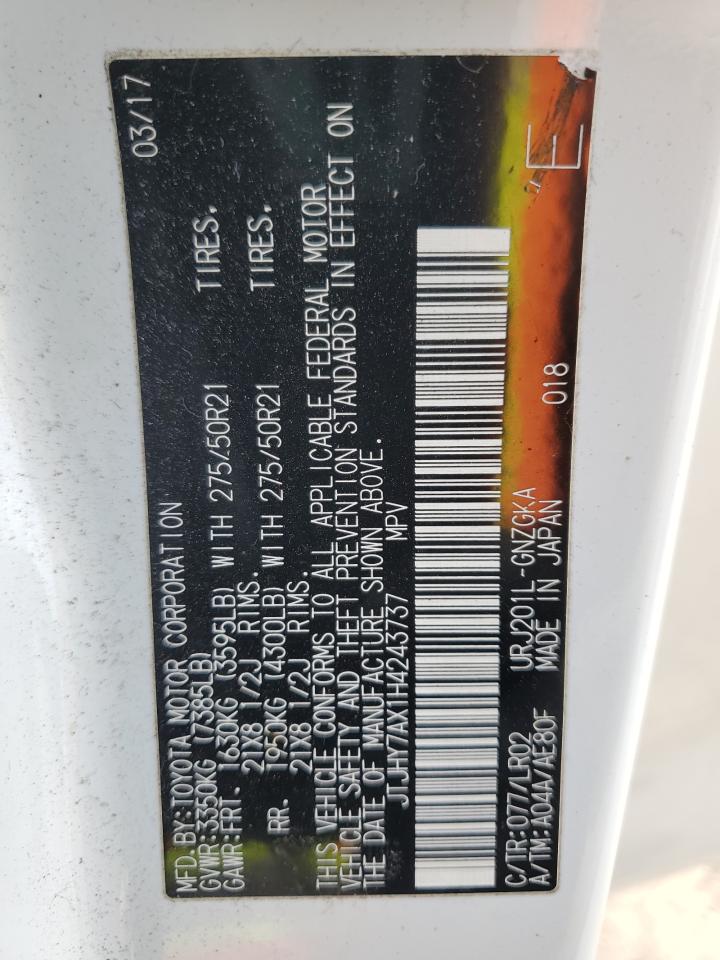 MFD.BY:TOYOTA MOTOR CORPORATION 03/17
GVWR:3350KG (7385LB)
GAWR:FRT. 1630KG (3595LB) WITH 275/50R21 TIRES.
21X8 1/2J RIMS.
RR. 1950KG (4300LB) WITH 275/50R21 TIRES.
21X8 1/2J RIMS.
THIS VEHICLE CONFORMS TO ALL APPLICABLE FEDERAL MOTOR
VEHICLE SAFETY AND THEFT PREVENTION STANDARDS IN EFFECT ON
THE DATE OF MANUFACTURE SHOWN ABOVE.
JTJHY7AX1H4243737 MPV
E
C/TR:077/LR02 URJ201L-GNZGKA 018
A/TM:A04A/AE80F MADE IN JAPAN